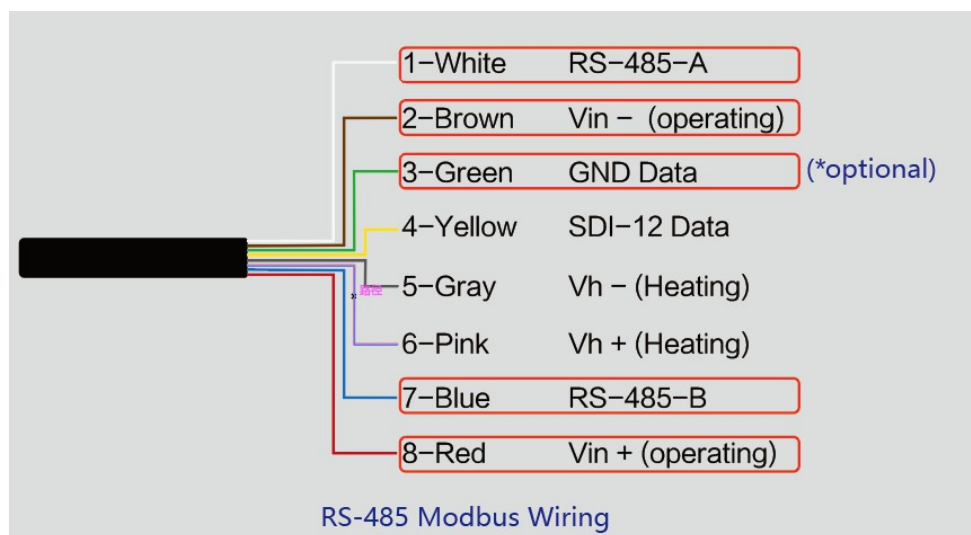 1-White RS-485-A
2-Brown Vin - (operating)
3-Green GND Data (*optional)
4-Yellow SDI-12 Data
5-Gray Vh - (Heating)
路径
6-Pink Vh + (Heating)
7-Blue RS-485-B
8-Red Vin + (operating)
RS-485 Modbus Wiring